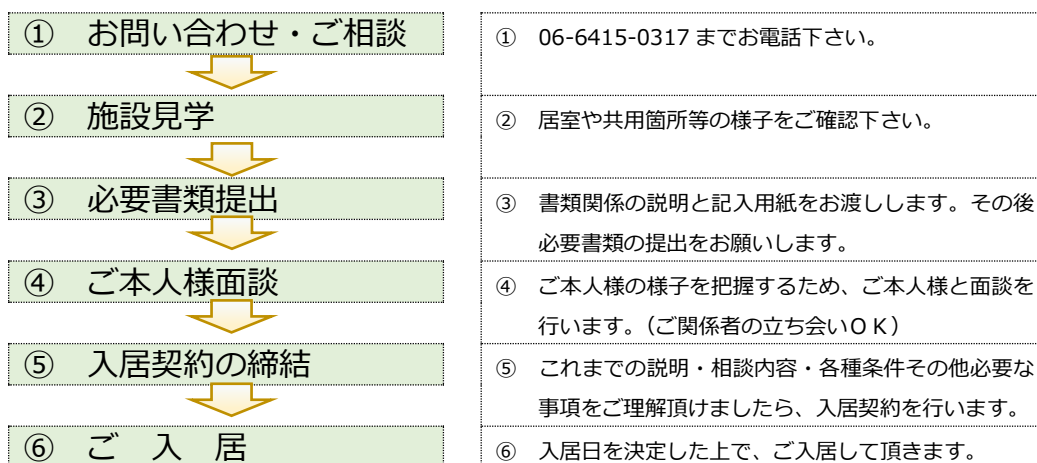 ① お問い合わせ・ご相談
② 施設見学
③ 必要書類提出
④ ご本人様面談
⑤ 入居契約の締結
⑥ ご 入 居
① 06-6415-0317 までお電話下さい。
② 居室や共用箇所等の様子をご確認下さい。
③ 書類関係の説明と記入用紙をお渡しします。その後
必要書類の提出をお願いします。
④ ご本人様の様子を把握するため、ご本人様と面談を
行います。（ご関係者の立ち会いＯＫ）
⑤ これまでの説明・相談内容・各種条件その他必要な
事項をご理解頂けましたら、入居契約を行います。
⑥ 入居日を決定した上で、ご入居して頂きます。